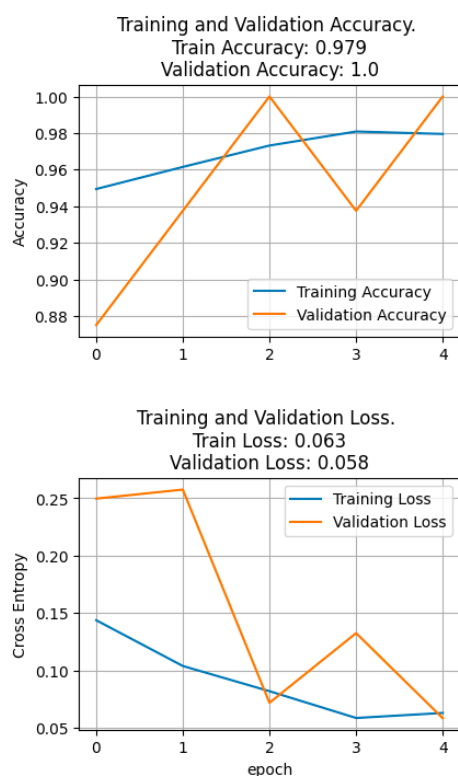 Training and Validation Accuracy.
Train Accuracy: 0.979
Validation Accuracy: 1.0
1.00
0.98
0.96
0.94
0.92
0.90
0.88
Accuracy
Training Accuracy
Validation Accuracy
0 1 2 3 4
Training and Validation Loss.
Train Loss: 0.063
Validation Loss: 0.058
0.25
0.20
0.15
0.10
0.05
Cross Entropy
Training Loss
Validation Loss
0 1 2 3 4
epoch